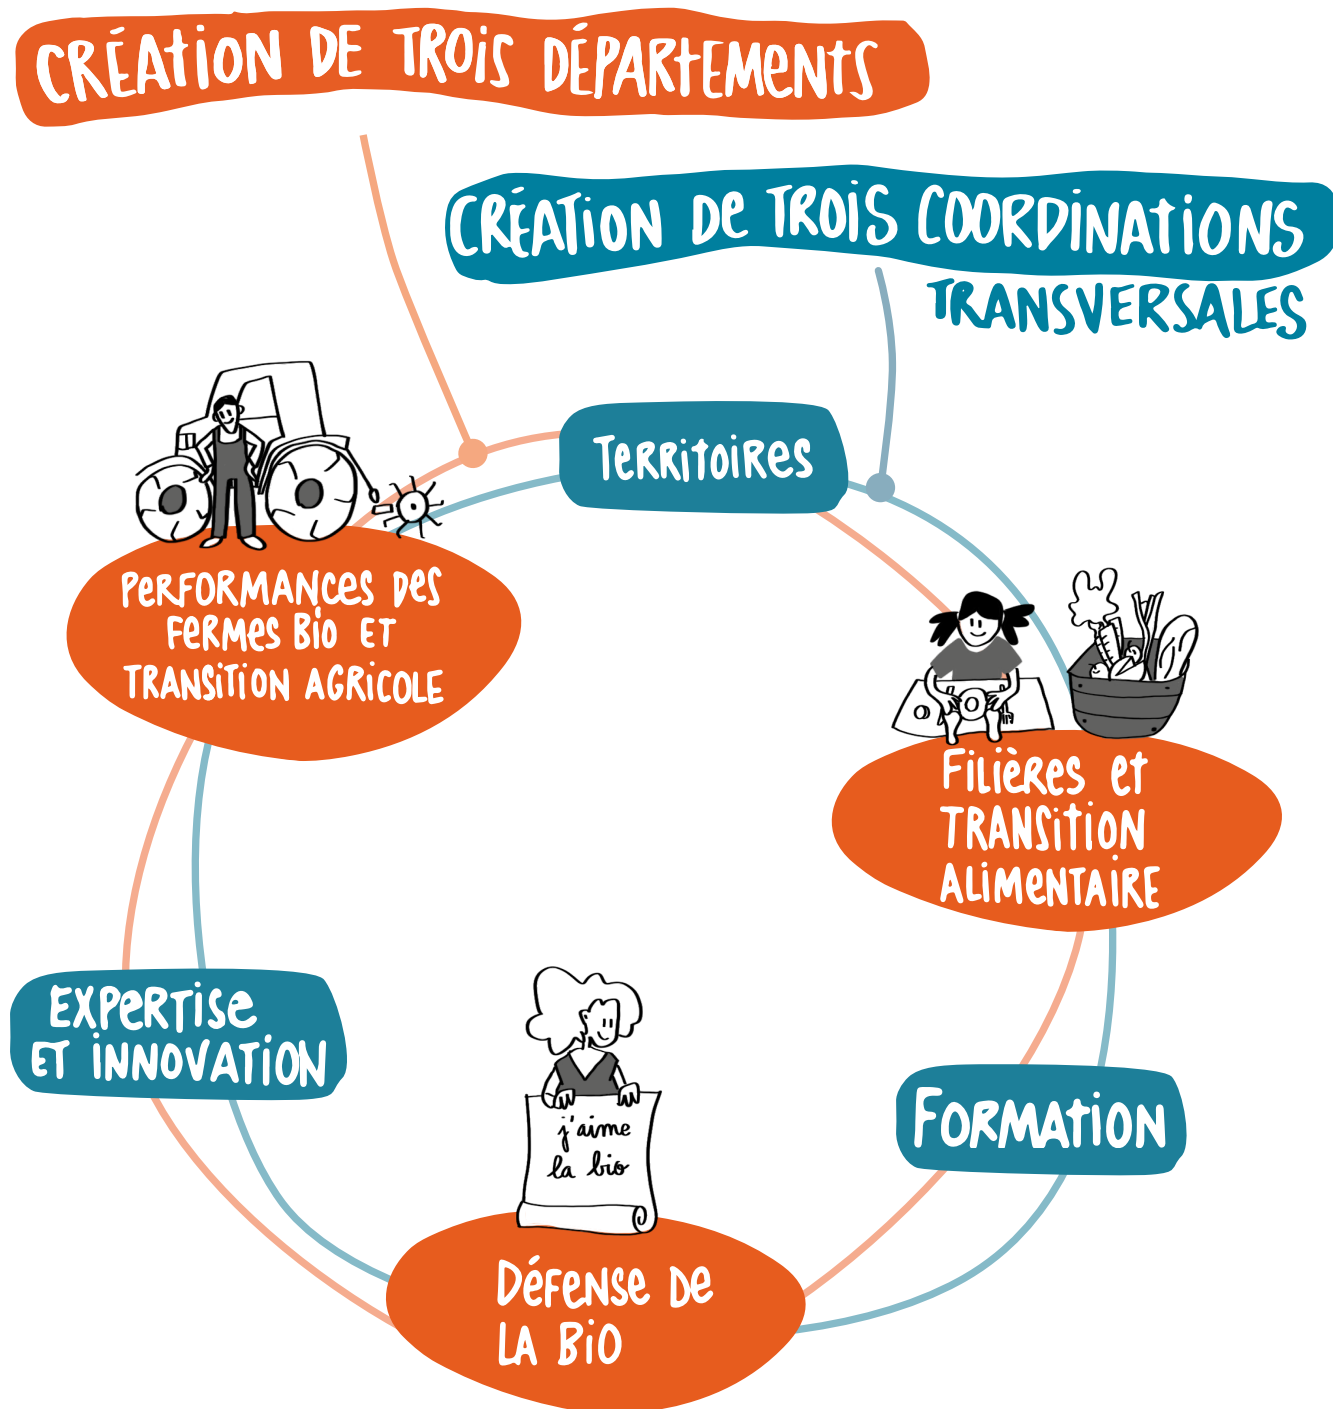 CRÉATION DE TROIS DÉPARTEMENTS
CRÉATION DE TROIS COORDINATIONS
TRANSVERSALES
TERRITOIRES
PERFORMANCES DES
FERMES BIO ET
TRANSITION AGRICOLE
FILIÈRES ET
TRANSITION
ALIMENTAIRE
EXPERTISE
ET INNOVATION
FORMATION
j'aime
la bio
DÉFENSE DE
LA BIO